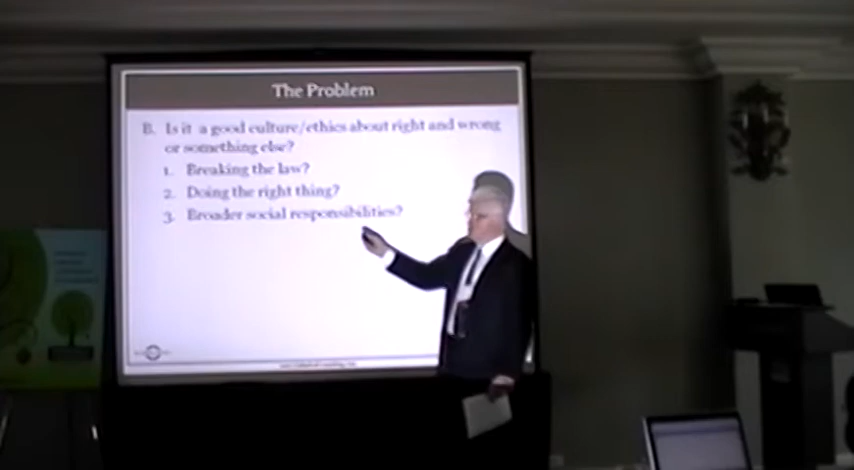 The Problem
B. Is it a good culture/ethics about right and wrong
or something else?
1. Breaking the law?
2. Doing the right thing?
3. Broader social responsibilities?